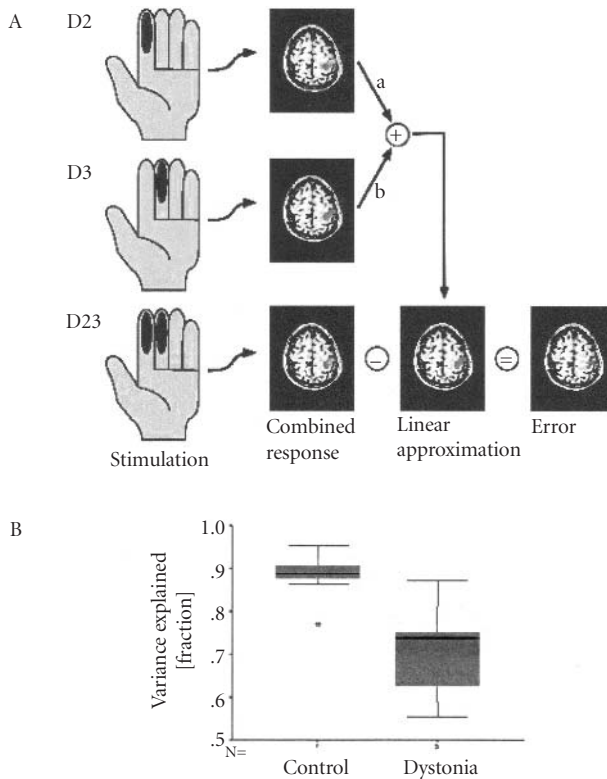 A
D2
a
D3
b
+
D23
− =
Stimulation
Combined response
Linear approximation
Error
B
Variance explained [fraction]
1.0
.9
.8
.7
.6
.5
N=
Control
Dystonia